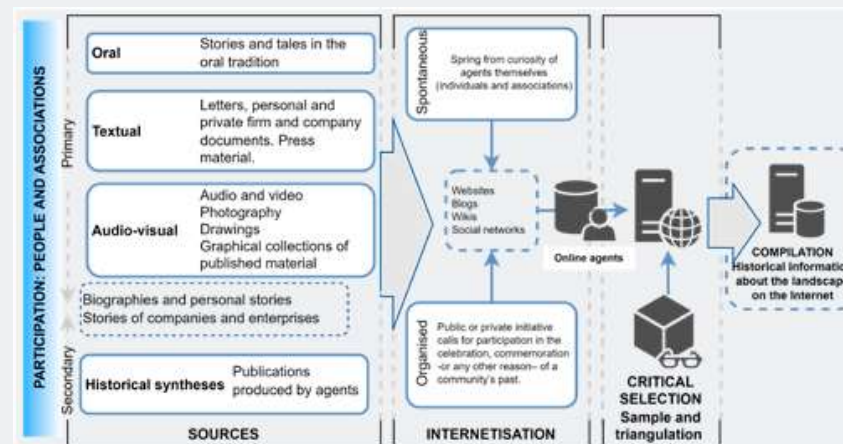 PARTICIPATION: PEOPLE AND ASSOCIATIONS
Primary
Secondary
Oral
Stories and tales in the
oral tradition
Textual
Letters, personal and
private firm and company
documents. Press
material.
Audio-visual
Audio and video
Photography
Drawings
Graphical collections of
published material
Biographies and personal stories
Stories of companies and enterprises
Historical syntheses
Publications
produced by agents
SOURCES
Spontaneous
Spring from curiosity of
agents themselves
(individuals and associations)
Websites
Blogs
Wikis
Social networks
Organised
Public or private initiative
calls for participation in the
celebration, commemoration
-or any other reason– of a
community's past.
INTERNETISATION
Online agents
CRITICAL
SELECTION
Sample and
triangulation
COMPILATION
Historical informatio
about the landscap
on the Internet